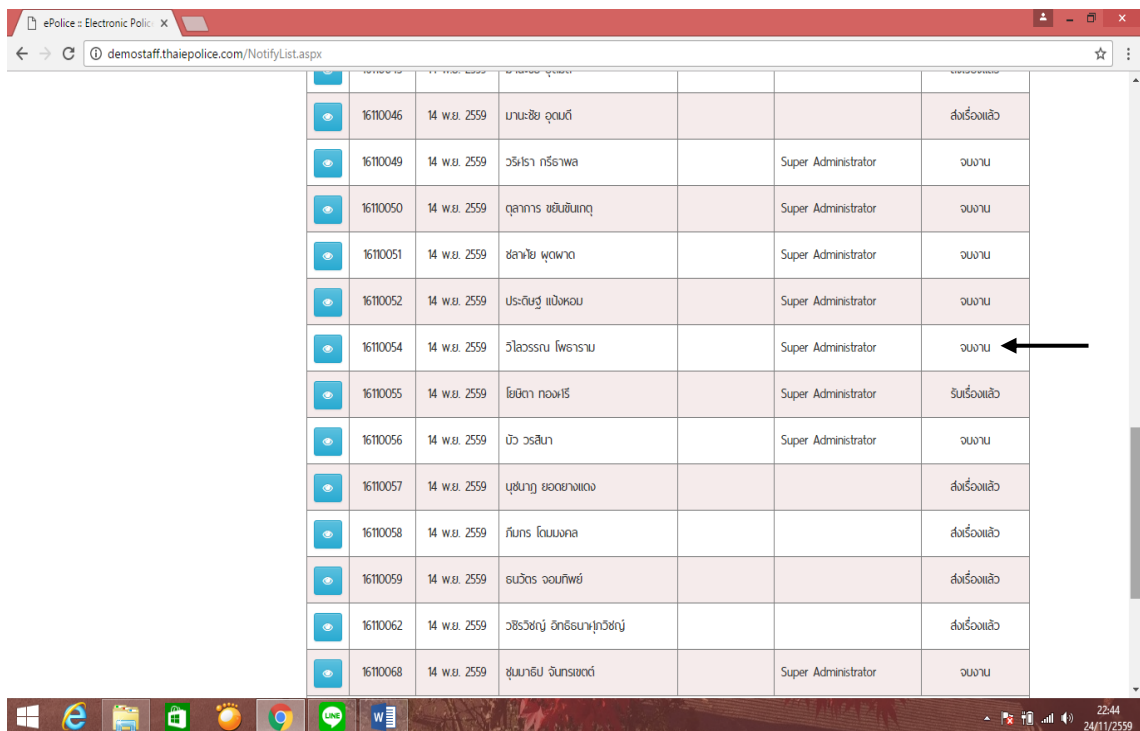 ePolice :: Electronic Polic
demostaff.thaiepolice.com/NotifyList.aspx
16110046 14 พ.ย. 2559 มานะชัย อุดมดี ส่งเรื่องแล้ว
16110049 14 พ.ย. 2559 วริศรา กรีธาพล Super Administrator จบงาน
16110050 14 พ.ย. 2559 ตุลาการ ขยันขันเกตุ Super Administrator จบงาน
16110051 14 พ.ย. 2559 ชลาศัย ผุดผาด Super Administrator จบงาน
16110052 14 พ.ย. 2559 ประดิษฐ์ แป้งหอม Super Administrator จบงาน
16110054 14 พ.ย. 2559 วิไลวรรณ โพธาราม Super Administrator จบงาน
16110055 14 พ.ย. 2559 โยษิตา ทองศรี Super Administrator รับเรื่องแล้ว
16110056 14 พ.ย. 2559 บัว วรสีนา Super Administrator จบงาน
16110057 14 พ.ย. 2559 นุชนาฏ ยอดยางแดง ส่งเรื่องแล้ว
16110058 14 พ.ย. 2559 ภีมกร โดมมงคล ส่งเรื่องแล้ว
16110059 14 พ.ย. 2559 ธนวัตร จอมทิพย์ ส่งเรื่องแล้ว
16110062 14 พ.ย. 2559 วชิรวิชญ์ ส่งเรื่องแล้ว
16110068 14 พ.ย. 2559 ชุมาธิป จันทรเขตต์ Super Administrator จบงาน
LINE
22:44
24/11/2559